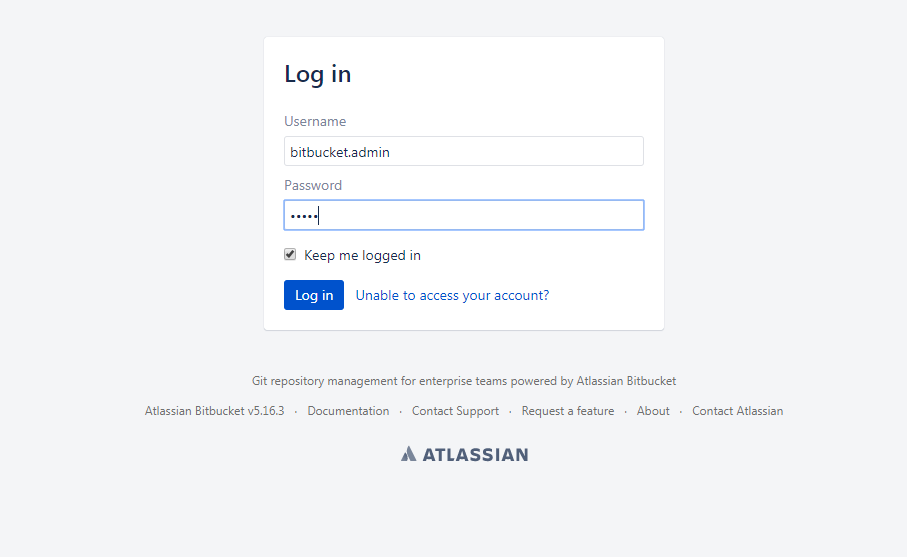 Log in
Username
bitbucket.admin
Password
•••••
Keep me logged in
Log in Unable to access your account?
Git repository management for enterprise teams powered by Atlassian Bitbucket
Atlassian Bitbucket v5.16.3 · Documentation · Contact Support · Request a feature · About · Contact Atlassian
ATLASSIAN